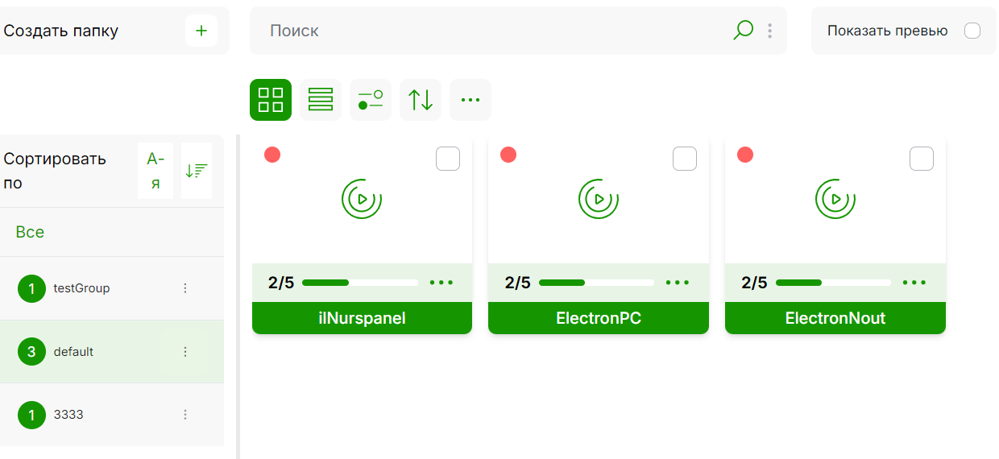 Создать папку
Поиск
Показать превью
Сортировать
по
А-
я
Все
1 testGroup
3 default
1 3333
2/5
ilNurspanel
2/5
ElectronPC
2/5
ElectronNout